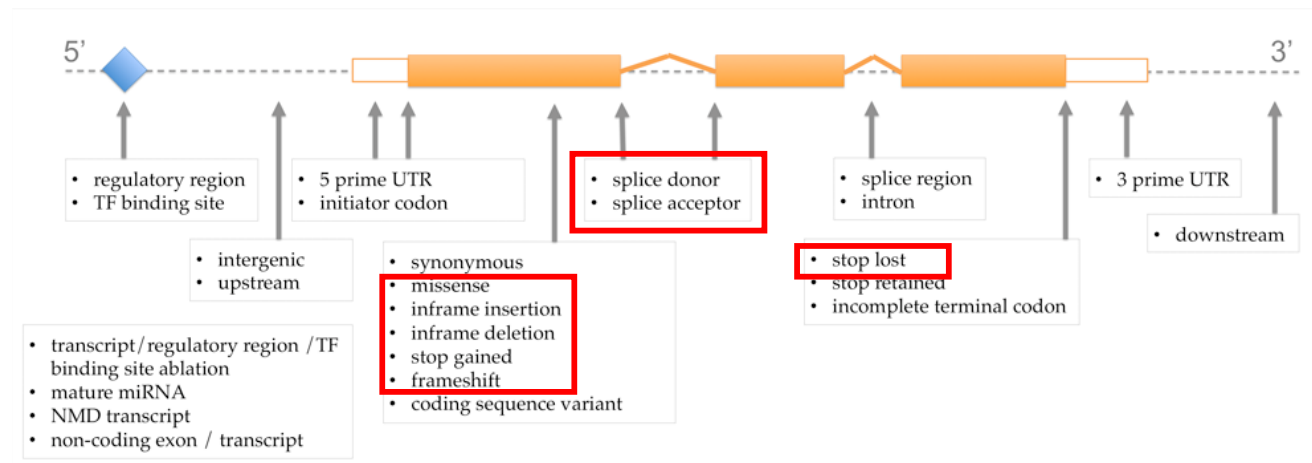 5’
3’
• regulatory region
• TF binding site
• 5 prime UTR
• initiator codon
• splice donor
• splice acceptor
• splice region
• intron
• 3 prime UTR
• intergenic
• upstream
• synonymous
• missense
• inframe insertion
• inframe deletion
• stop gained
• frameshift
• coding sequence variant
• stop lost
• stop retained
• incomplete terminal codon
• downstream
• transcript/regulatory region /TF
binding site ablation
• mature miRNA
• NMD transcript
• non-coding exon / transcript